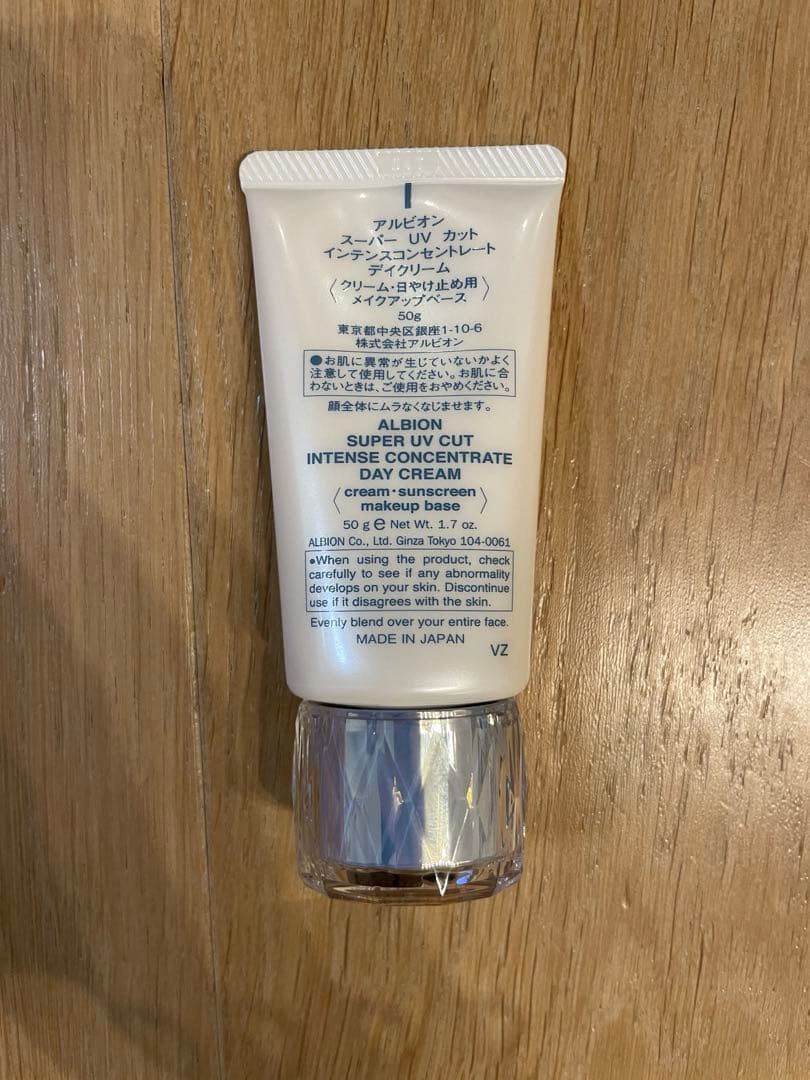 アルビオン
スーパー UV カット
インテンスコンセントレート
デイクリーム
〈クリーム・日やけ止め用
メイクアップベース〉
50g
東京都中央区銀座1-10-6
株式会社アルビオン
●お肌に異常が生じていないかよく
注意して使用してください。お肌に合
わないときは、ご使用をおやめください。
顔全体にムラなくなじませます。
ALBION
SUPER UV CUT
INTENSE CONCENTRATE
DAY CREAM
〈cream・sunscreen
makeup base〉
50 g ℮ Net Wt. 1.7 oz.
ALBION Co., Ltd. Ginza Tokyo 104-0061
●When using the product, check
carefully to see if any abnormality
develops on your skin. Discontinue
use if it disagrees with the skin.
Evenly blend over your entire face.
MADE IN JAPAN
VZ